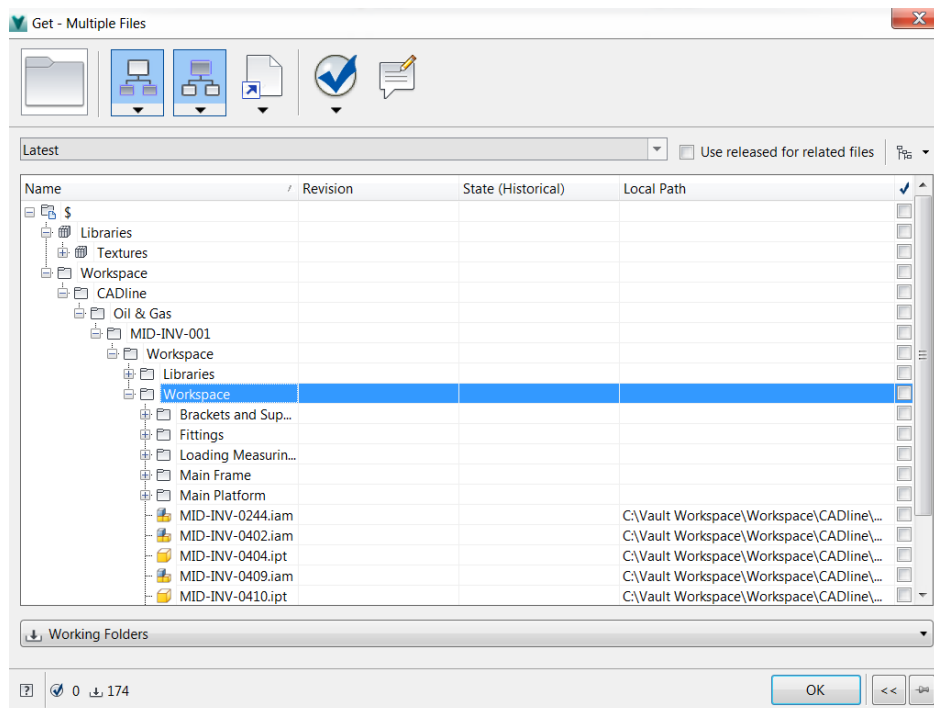 Get - Multiple Files
Latest
Use released for related files
Name / Revision State (Historical) Local Path
$
Libraries
Textures
Workspace
CADline
Oil & Gas
MID-INV-001
Workspace
Libraries
Workspace
Brackets and Sup...
Fittings
Loading Measurin...
Main Frame
Main Platform
MID-INV-0244.iam C:\Vault Workspace\Workspace\CADline\...
MID-INV-0402.iam C:\Vault Workspace\Workspace\CADline\...
MID-INV-0404.ipt C:\Vault Workspace\Workspace\CADline\...
MID-INV-0409.iam C:\Vault Workspace\Workspace\CADline\...
MID-INV-0410.ipt C:\Vault Workspace\Workspace\CADline\...
Working Folders
? 0 174 OK <<